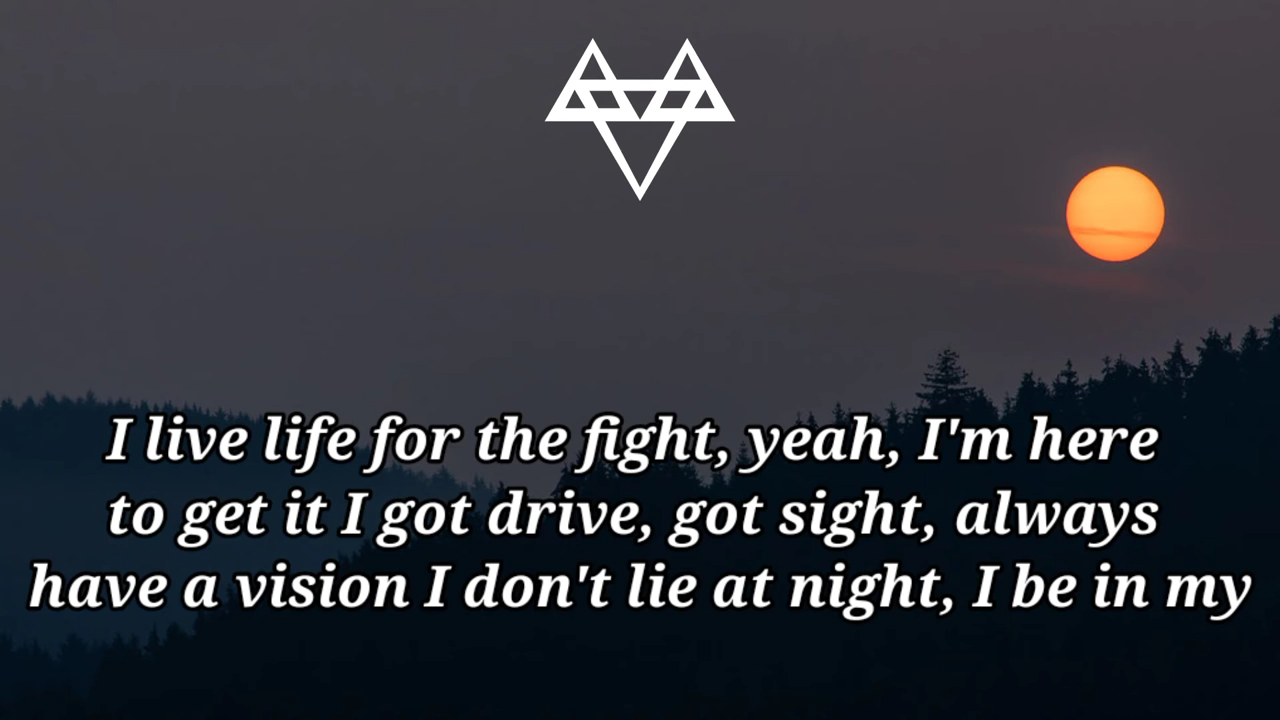 I live life for the fight, yeah, I'm here
to get it I got drive, got sight, always
have a vision I don't lie at night, I be in my